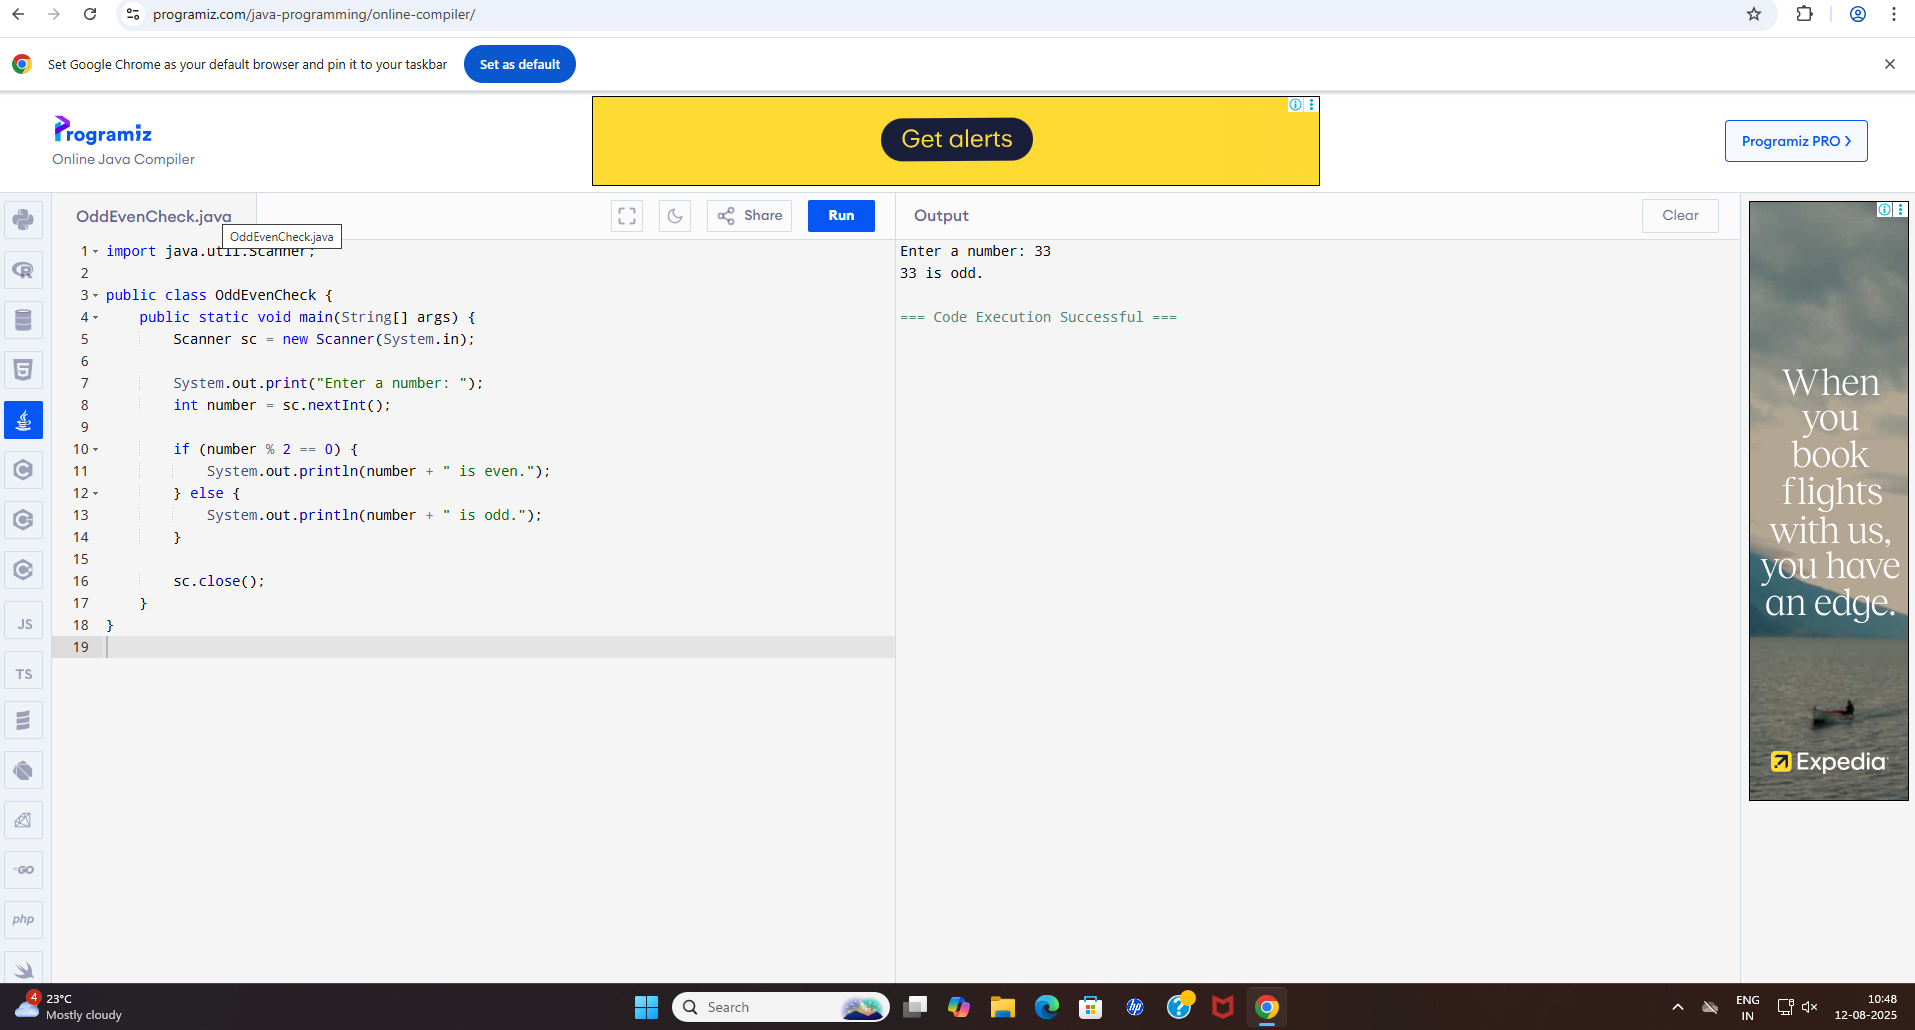 programiz.com/java-programming/online-compiler/
Set Google Chrome as your default browser and pin it to your taskbar
Set as default
Programiz
Online Java Compiler
Get alerts
Programiz PRO
OddEvenCheck.java
Share
Run
Output
Clear
OddEvenCheck.java
1 import java.util.Scanner;
2
3 public class OddEvenCheck {
4     public static void main(String[] args) {
5         Scanner sc = new Scanner(System.in);
6
7         System.out.print("Enter a number: ");
8         int number = sc.nextInt();
9
10         if (number % 2 == 0) {
11             System.out.println(number + " is even.");
12         } else {
13             System.out.println(number + " is odd.");
14         }
15
16         sc.close();
17     }
18 }
19
Enter a number: 33
33 is odd.
=== Code Execution Successful ===
R
5
C
C
C
JS
TS
GO
php
When
you
book
flights
with us,
you have
an edge.
Expedia
4
23°C
Mostly cloudy
Search
hp
?
ENG
IN
10:48
12-08-2025